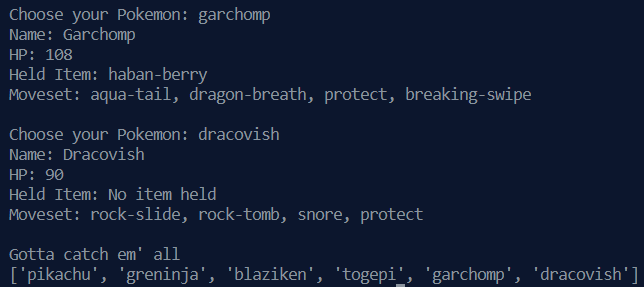 Choose your Pokemon: garchomp
Name: Garchomp
HP: 108
Held Item: haban-berry
Moveset: aqua-tail, dragon-breath, protect, breaking-swipe
Choose your Pokemon: dracovish
Name: Dracovish
HP: 90
Held Item: No item held
Moveset: rock-slide, rock-tomb, snore, protect
Gotta catch em' all
['pikachu', 'greninja', 'blaziken', 'togepi', 'garchomp', 'dracovish']